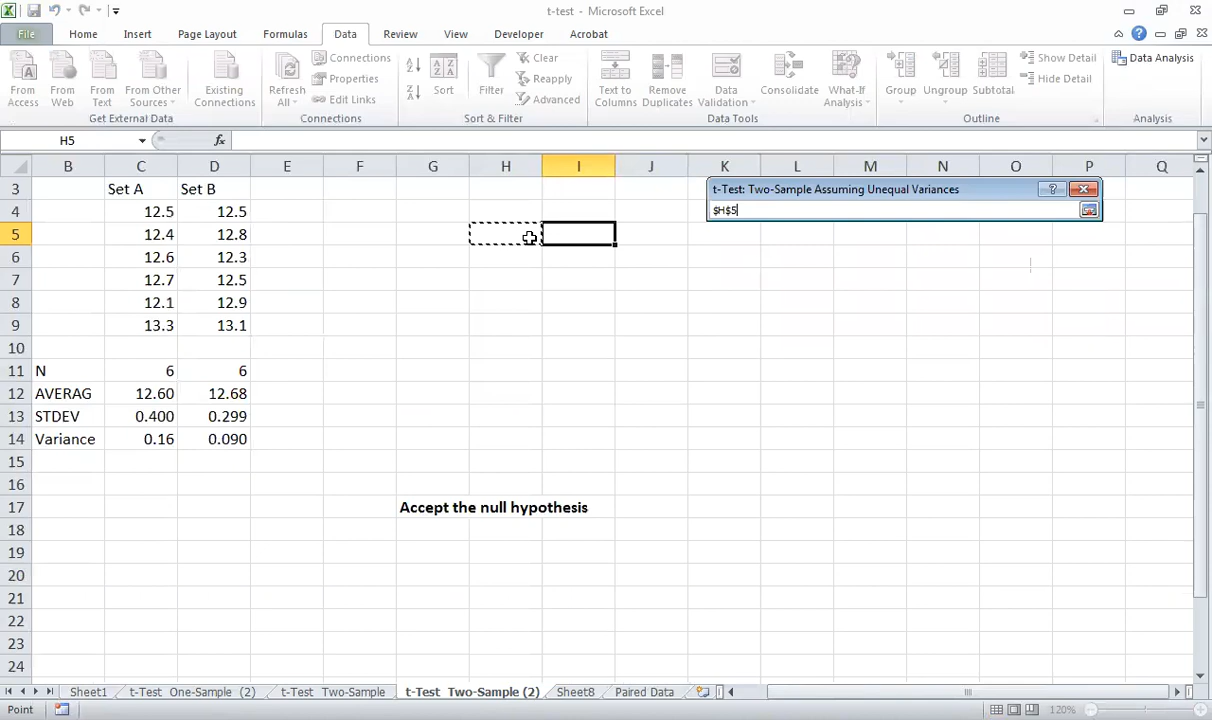 t-test - Microsoft Excel
File Home Insert Page Layout Formulas Data Review View Developer Acrobat
From Access From Web From Text From Other Sources Existing Connections Refresh All Connections Properties Edit Links Sort Filter Clear Reapply Advanced Text to Columns Remove Duplicates Data Validation Consolidate What-If Analysis Group Ungroup Subtotal Show Detail Hide Detail Data Analysis
Get External Data Connections Sort & Filter Data Tools Outline Analysis
H5 fx
B C D E F G H I J K L M N O P Q
t-Test: Two-Sample Assuming Unequal Variances
$H$5
3 Set A Set B
4 12.5 12.5
5 12.4 12.8
6 12.6 12.3
7 12.7 12.5
8 12.1 12.9
9 13.3 13.1
10
11 N 6 6
12 AVERAG 12.60 12.68
13 STDEV 0.400 0.299
14 Variance 0.16 0.090
15
16
17 Accept the null hypothesis
18
19
20
21
22
23
24
Sheet1 t-Test One-Sample (2) t-Test Two-Sample t-Test Two-Sample (2) Sheet8 Paired Data
Point 120%